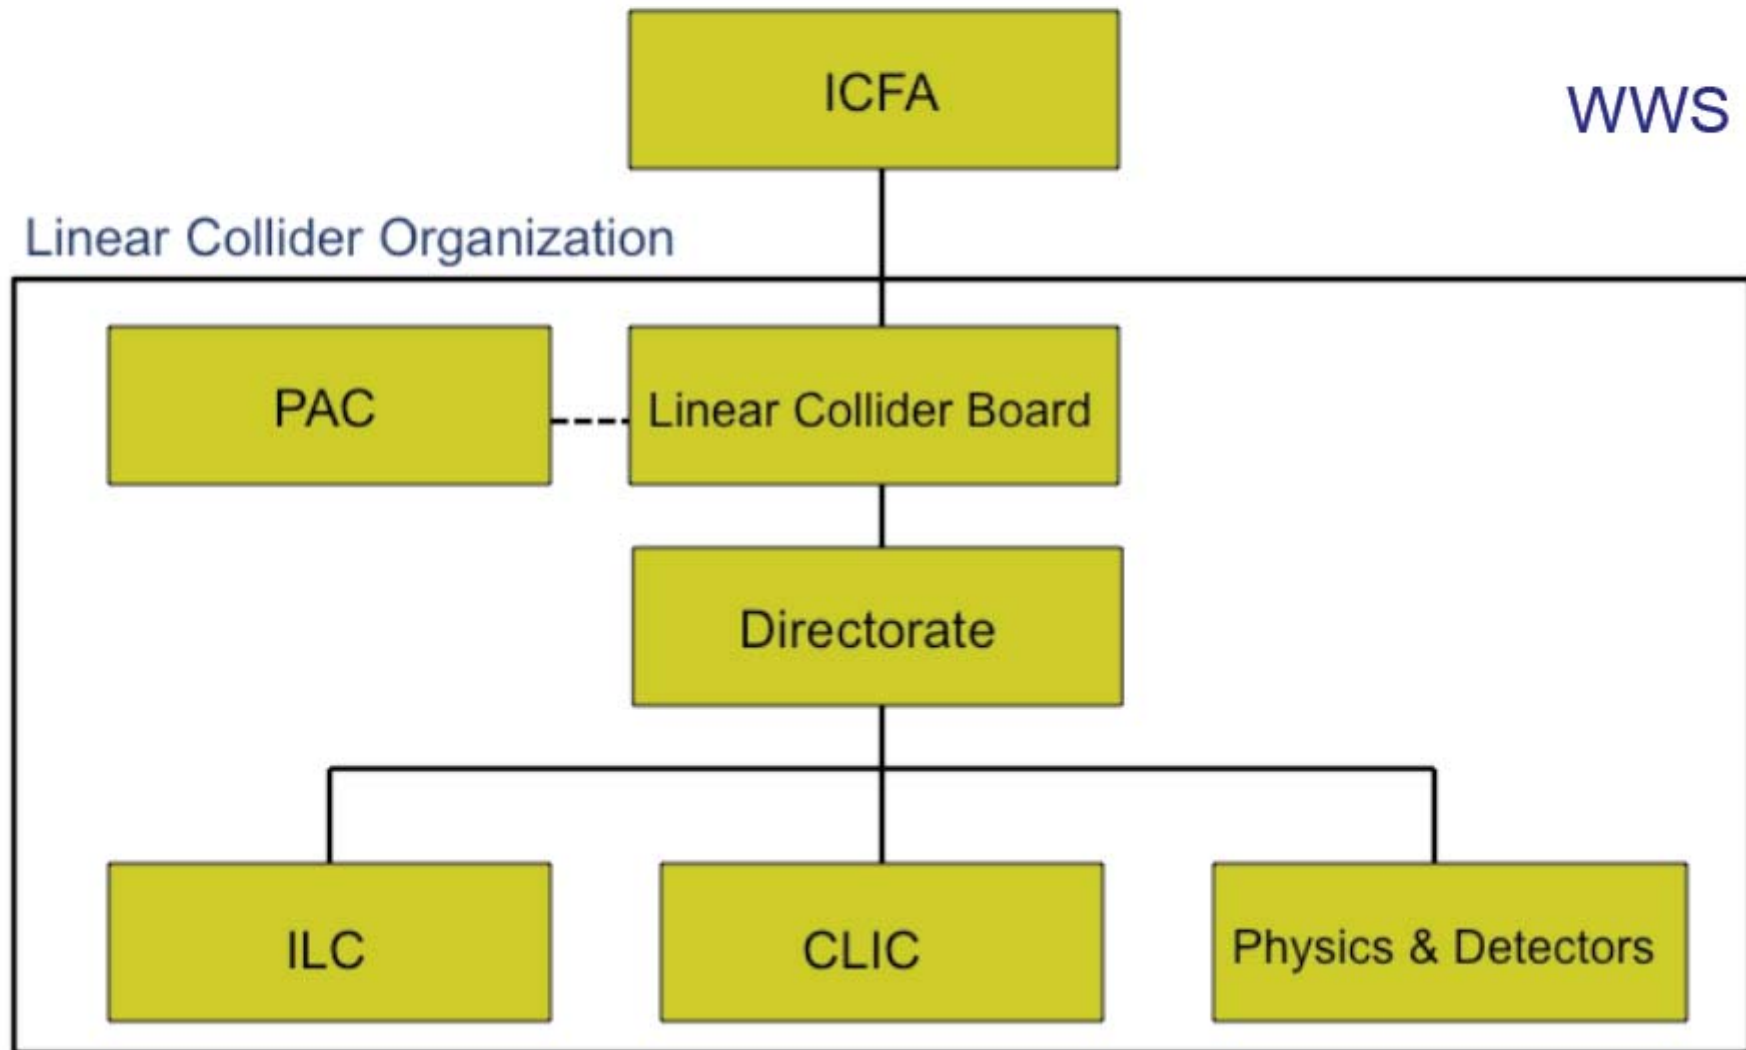 ICFA
WWS
Linear Collider Organization
PAC
Linear Collider Board
Directorate
ILC
CLIC
Physics & Detectors